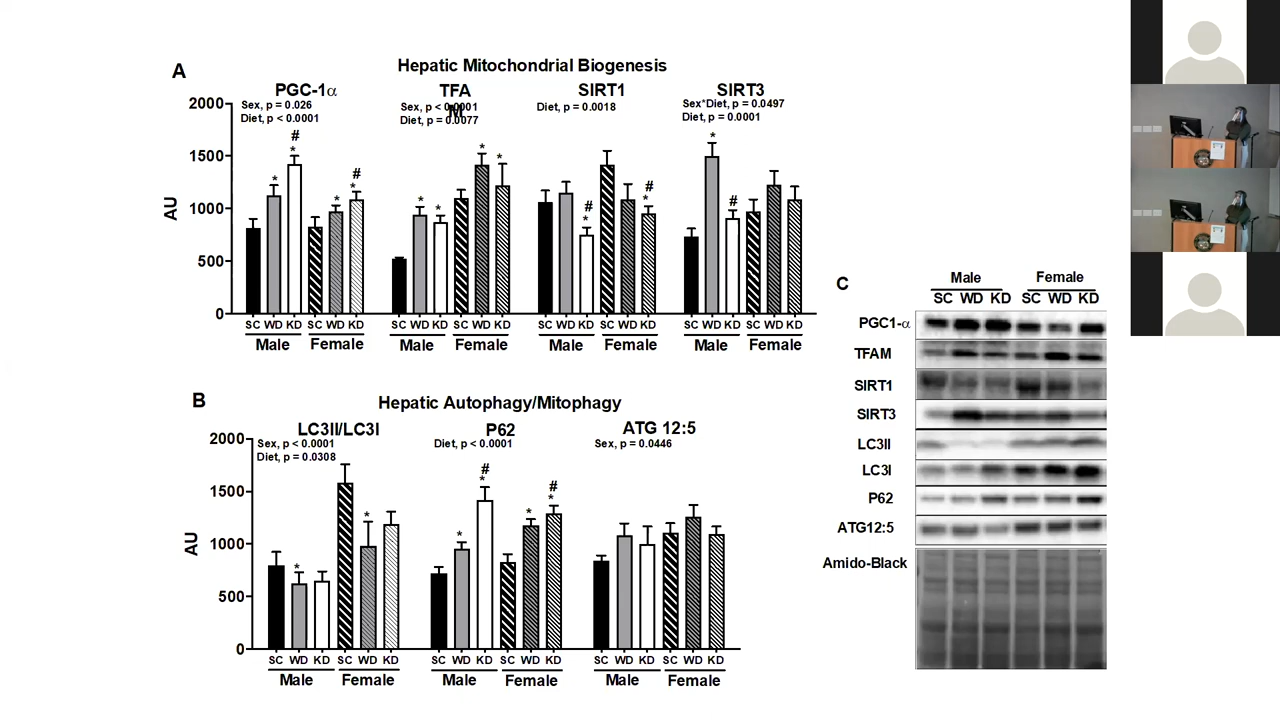 A
Hepatic Mitochondrial Biogenesis
PGC-1α
TFA
M
SIRT1
SIRT3
Sex, p = 0.026
Diet, p < 0.0001
Sex, p < 0.0001
Diet, p = 0.0077
Diet, p = 0.0018
Sex*Diet, p = 0.0497
Diet, p = 0.0001
AU
2000
1500
1000
500
0
* * # * * #
* * * *
* # * #
* #
SC WD KD SC WD KD SC WD KD SC WD KD SC WD KD SC WD KD SC WD KD SC WD KD
Male Female Male Female Male Female Male Female
B
Hepatic Autophagy/Mitophagy
LC3II/LC3I
P62
ATG 12:5
Sex, p < 0.0001
Diet, p = 0.0308
Diet, p < 0.0001
Sex, p = 0.0446
AU
2000
1500
1000
500
0
* *
* * # * * #
SC WD KD SC WD KD SC WD KD SC WD KD SC WD KD SC WD KD
Male Female Male Female Male Female
C
Male Female
SC WD KD SC WD KD
PGC1-α
TFAM
SIRT1
SIRT3
LC3II
LC3I
P62
ATG12:5
Amido-Black